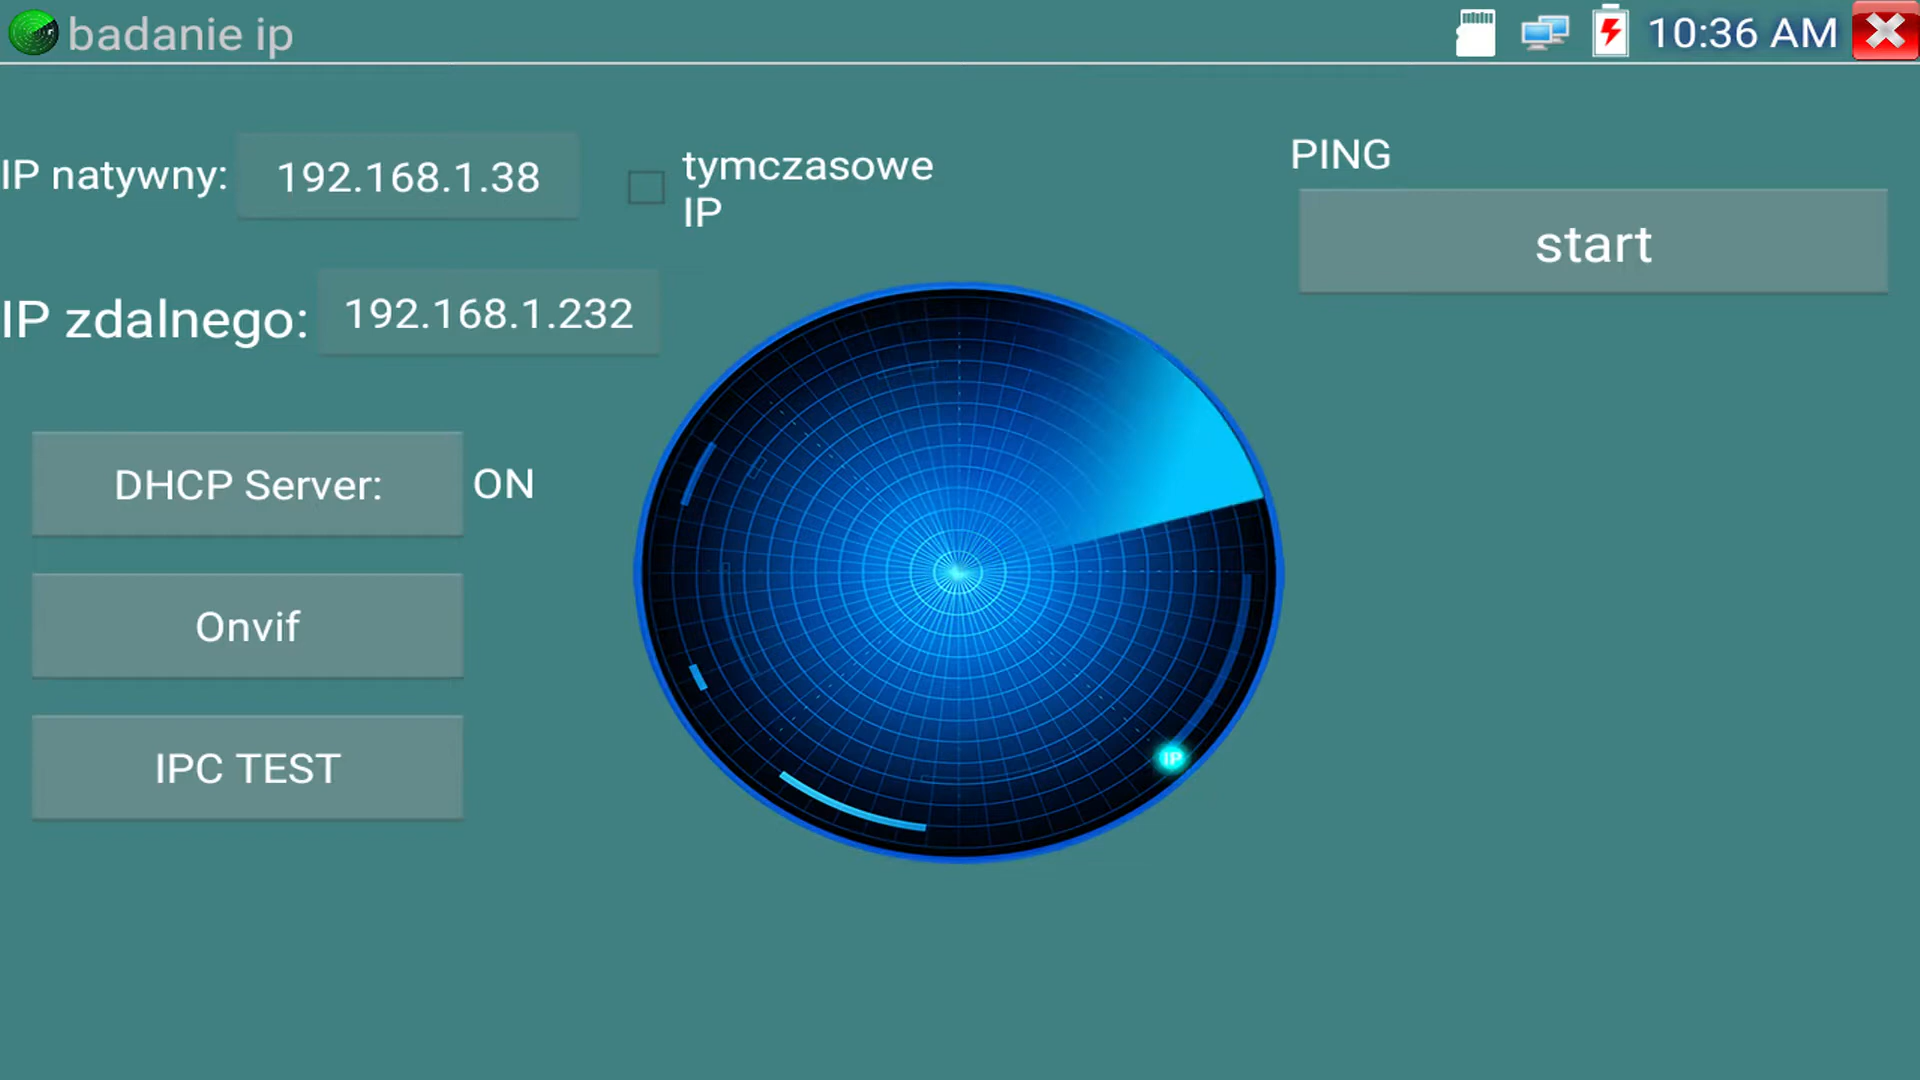 badanie ip
10:36 AM
IP natywny: 192.168.1.38
tymczasowe
IP
PING
start
IP zdalnego: 192.168.1.232
DHCP Server: ON
Onvif
IPC TEST
IP